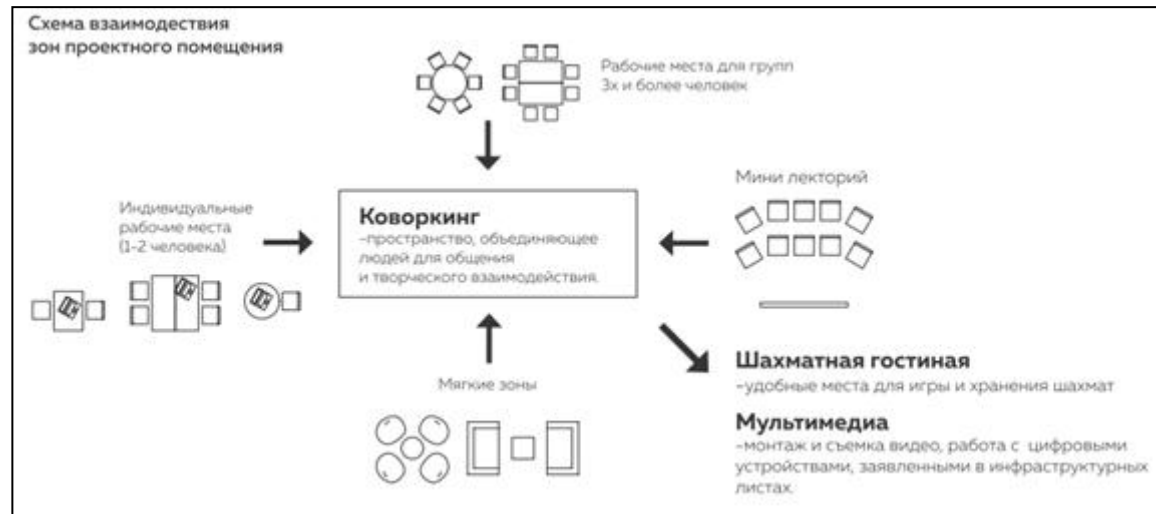 Схема взаимодествия
зон проектного помещения
Рабочие места для групп
3х и более человек
Мини лекторий
Индивидуальные
рабочие места
(1-2 человека)
Коворкинг
-пространство, объединяющее
людей для общения
и творческого взаимодействия.
Мягкие зоны
Шахматная гостиная
-удобные места для игры и хранения шахмат
Мультимедиа
-монтаж и съемка видео, работа с цифровыми
устройствами, заявленными в инфраструктурных
листах.